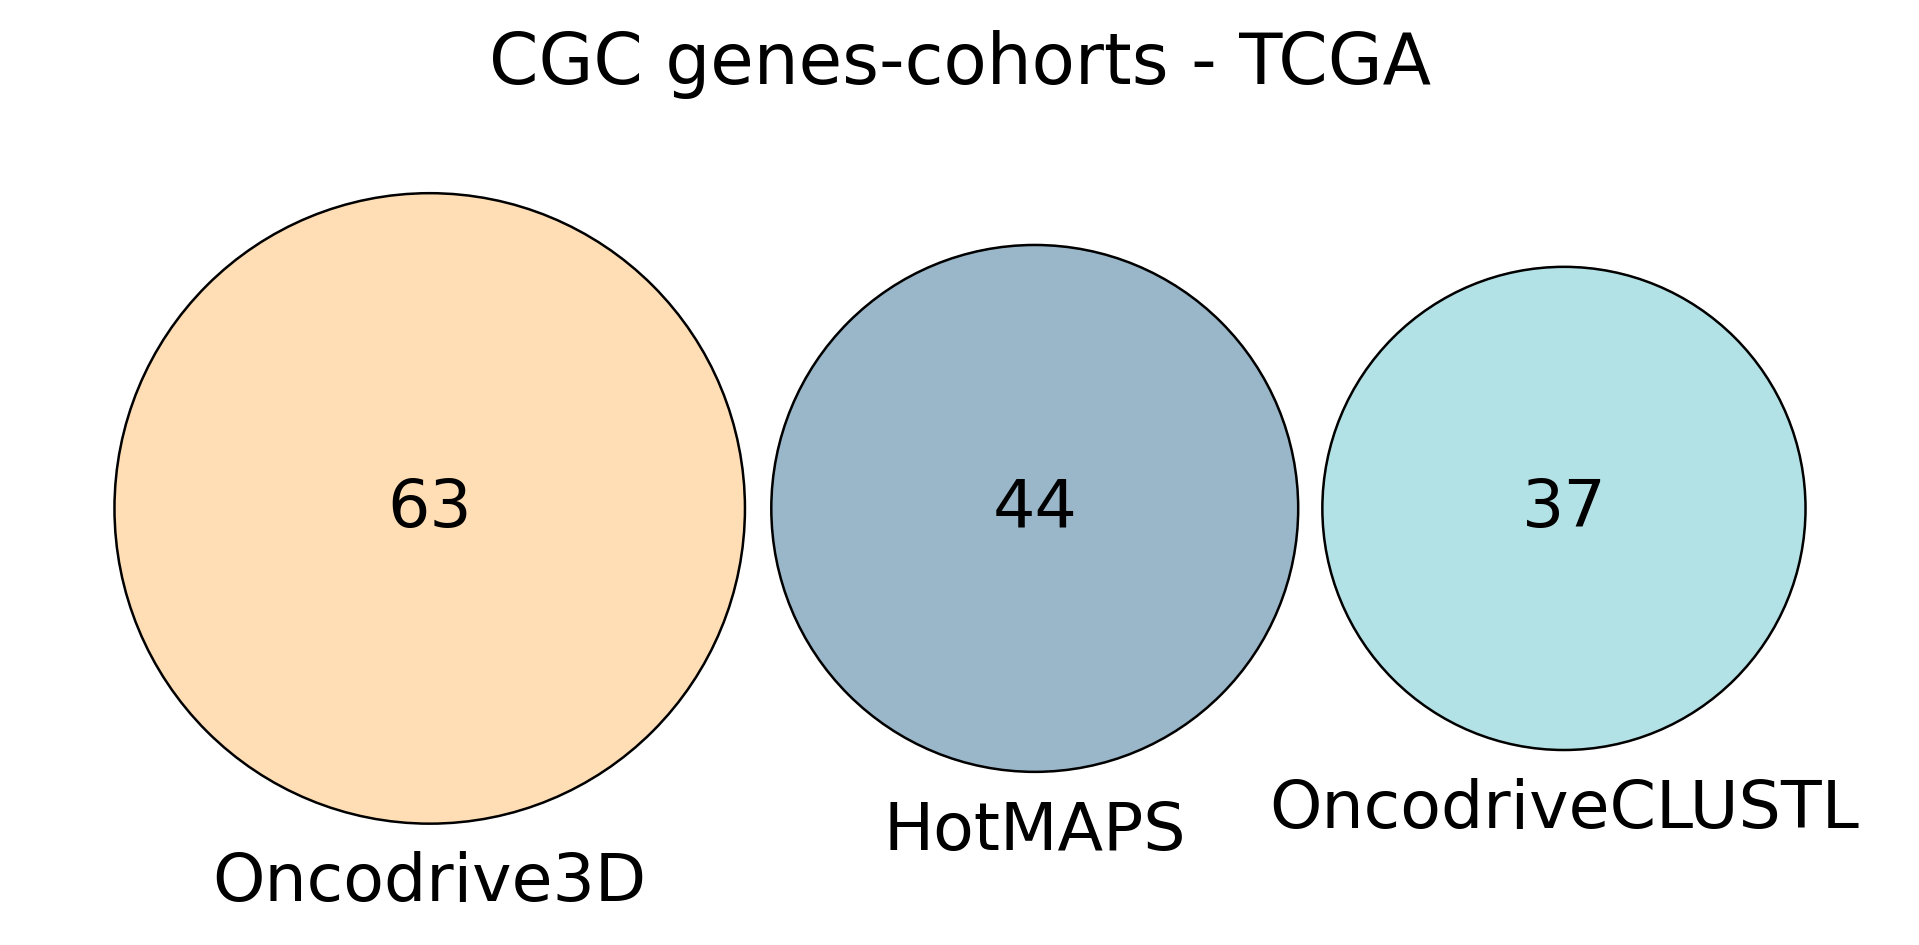 CGC genes-cohorts - TCGA
63
44
37
Oncodrive3D
HotMAPS
OncodriveCLUSTL